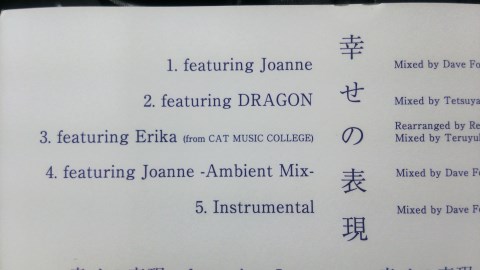 1. featuring Joanne
2. featuring DRAGON
3. featuring Erika (from CAT MUSIC COLLEGE)
4. featuring Joanne -Ambient Mix-
5. Instrumental
幸せの表現
Mixed by Dave
Mixed by
Rearranged by
Mixed by
Mixed by Dave
Mixed by Dave